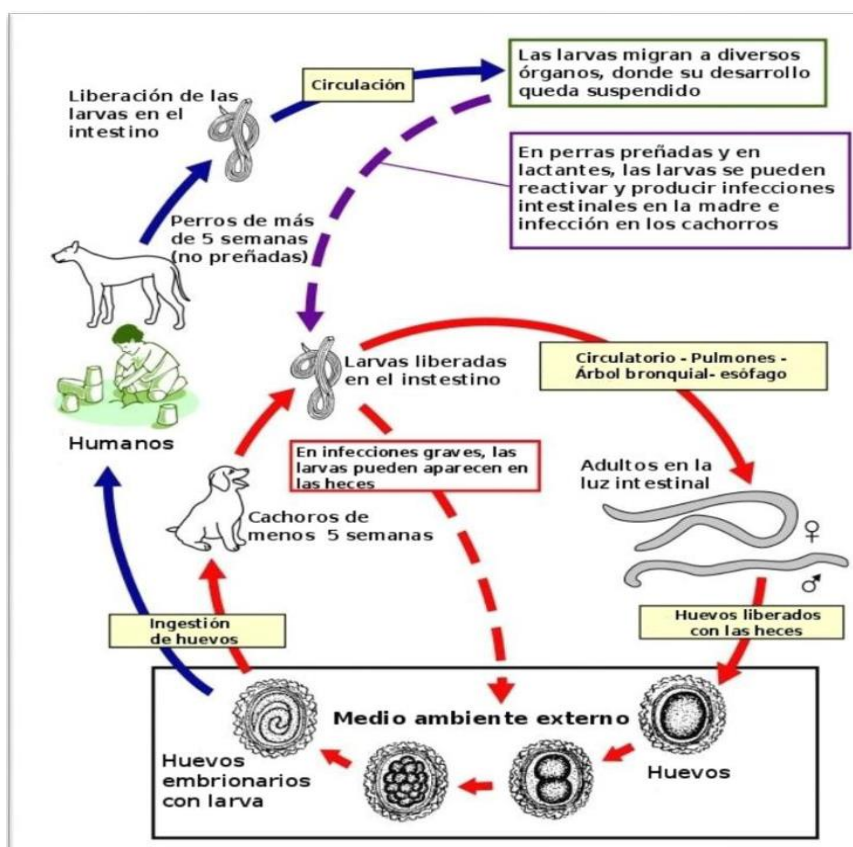 Las larvas migran a diversos
órganos, donde su desarrollo
queda suspendido
Circulación
Liberación de las
larvas en el
intestino
En perras preñadas y en
lactantes, las larvas se pueden
reactivar y producir infecciones
intestinales en la madre e
infección en los cachorros
Perros de más
de 5 semanas
(no preñadas)
Larvas liberadas
en el instestino
Circulatorio - Pulmones -
Árbol bronquial- esófago
Humanos
En infecciones graves, las
larvas pueden aparecen en
las heces
Adultos en la
luz intestinal
♀
♂
Cachoros de
menos 5 semanas
Ingestión
de huevos
Huevos liberados
con las heces
Medio ambiente externo
Huevos
embrionarios
con larva
Huevos